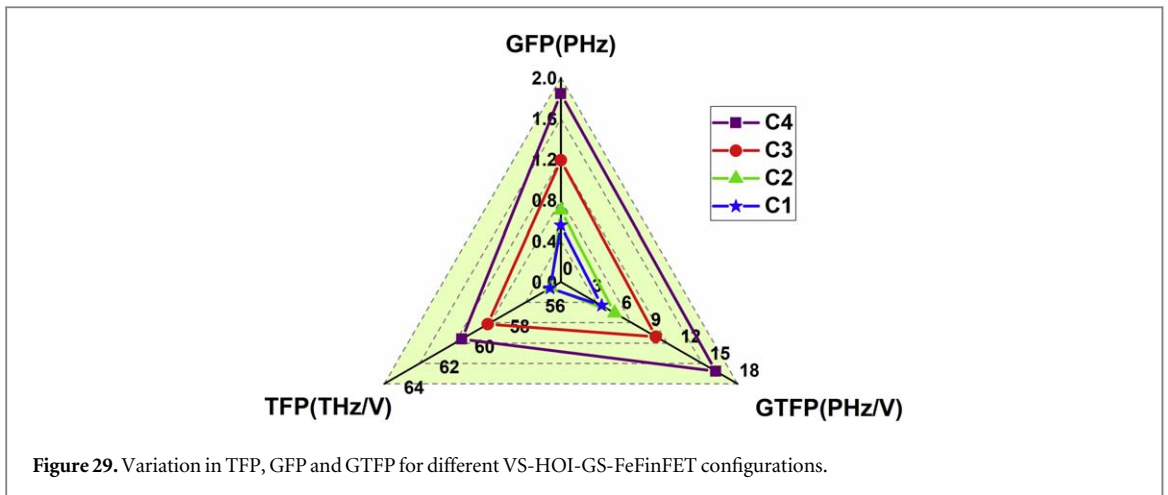 GFP(PHz)
2.0
1.6
1.2
0.8
0.4
0.0
0
3
6
9
12
15
18
56
58
60
62
64
TFP(THz/V)
GTFP(PHz/V)
C4
C3
C2
C1
Figure 29. Variation in TFP, GFP and GTFP for different VS-HOI-GS-FeFinFET configurations.